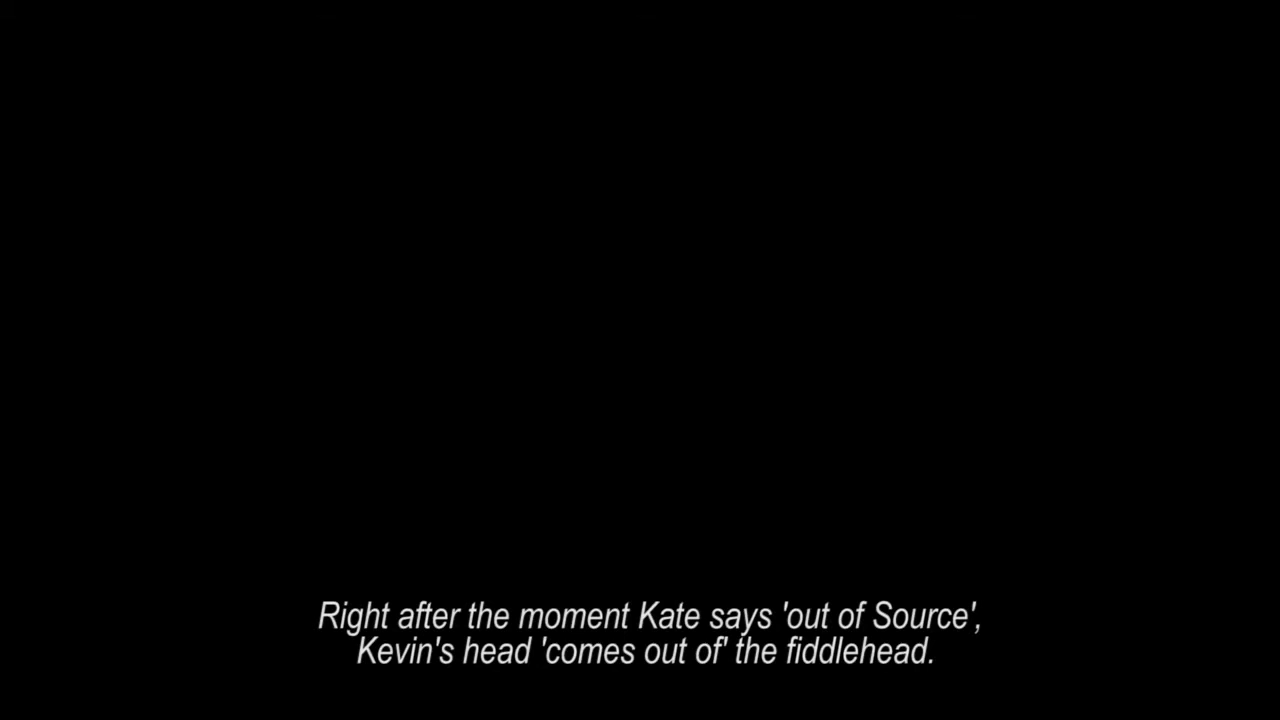 Right after the moment Kate says 'out of Source',
Kevin's head 'comes out of' the fiddlehead.